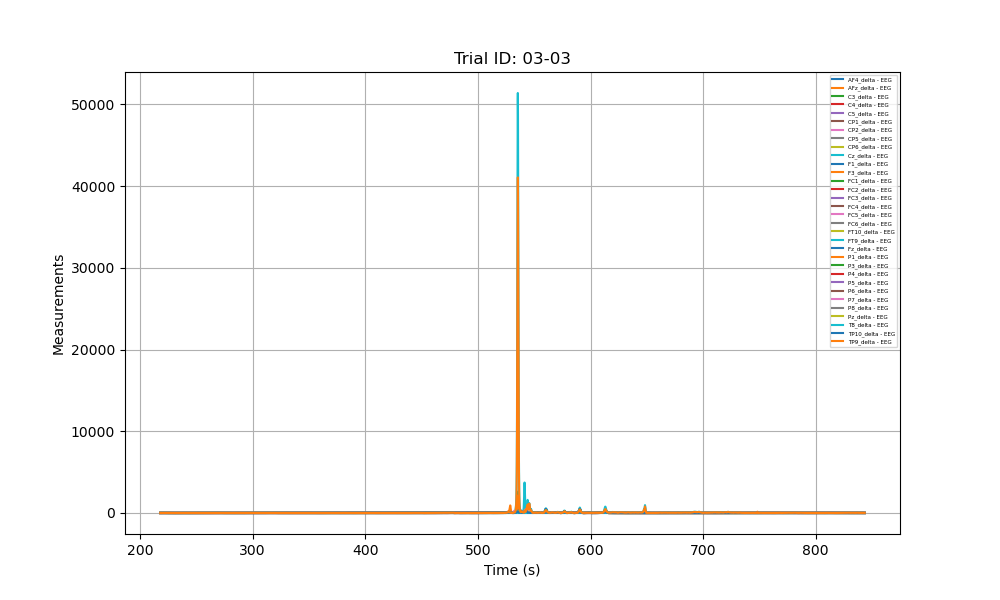 Trial ID: 03-03
50000
40000
30000
20000
10000
0
Measurements
200
300
400
500
600
700
800
Time (s)
AF4_delta - EEG
AFz_delta - EEG
C3_delta - EEG
C4_delta - EEG
C5_delta - EEG
CP1_delta - EEG
CP2_delta - EEG
CP5_delta - EEG
CP6_delta - EEG
Cz_delta - EEG
F1_delta - EEG
F3_delta - EEG
FC1_delta - EEG
FC2_delta - EEG
FC3_delta - EEG
FC4_delta - EEG
FC5_delta - EEG
FC6_delta - EEG
FT10_delta - EEG
FT9_delta - EEG
Fz_delta - EEG
P1_delta - EEG
P3_delta - EEG
P4_delta - EEG
P5_delta - EEG
P6_delta - EEG
P7_delta - EEG
P8_delta - EEG
Pz_delta - EEG
T8_delta - EEG
TP10_delta - EEG
TP9_delta - EEG